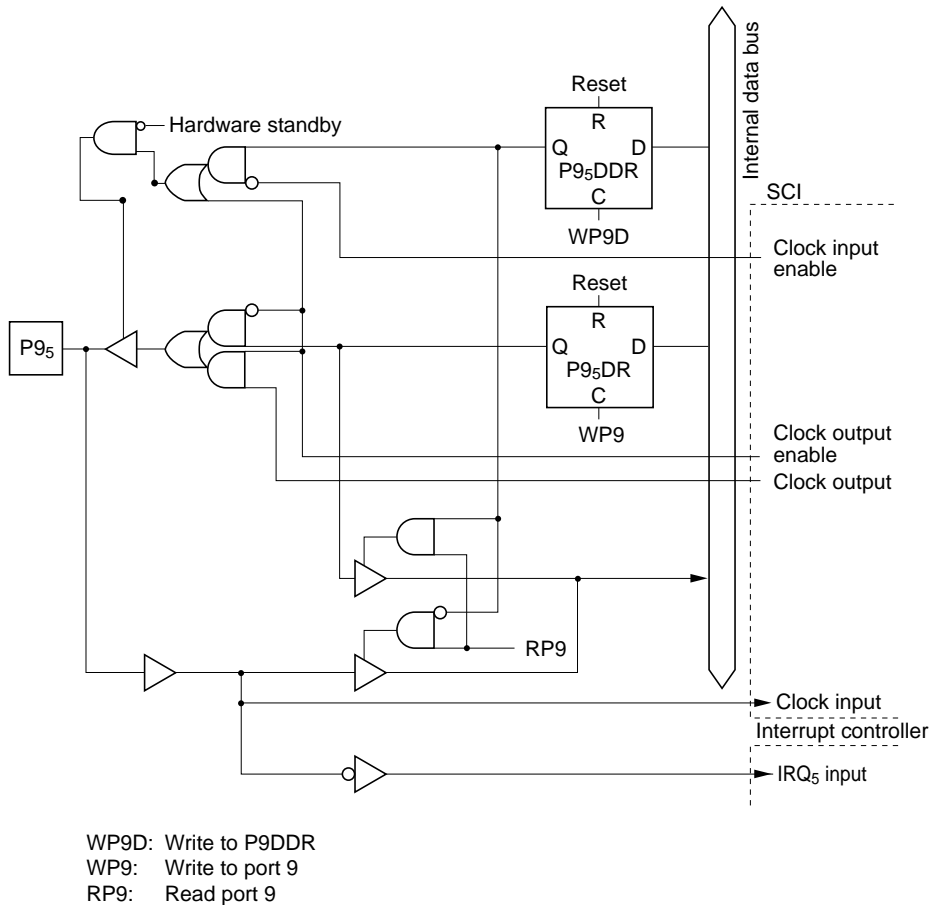 Internal data bus
Reset
Hardware standby
R
Q
D
P9₅DDR
C
SCI
WP9D
Clock input
enable
Reset
R
P9₅
Q
D
P9₅DR
C
WP9
Clock output
enable
Clock output
RP9
Clock input
Interrupt controller
IRQ₅ input
WP9D: Write to P9DDR
WP9: Write to port 9
RP9: Read port 9